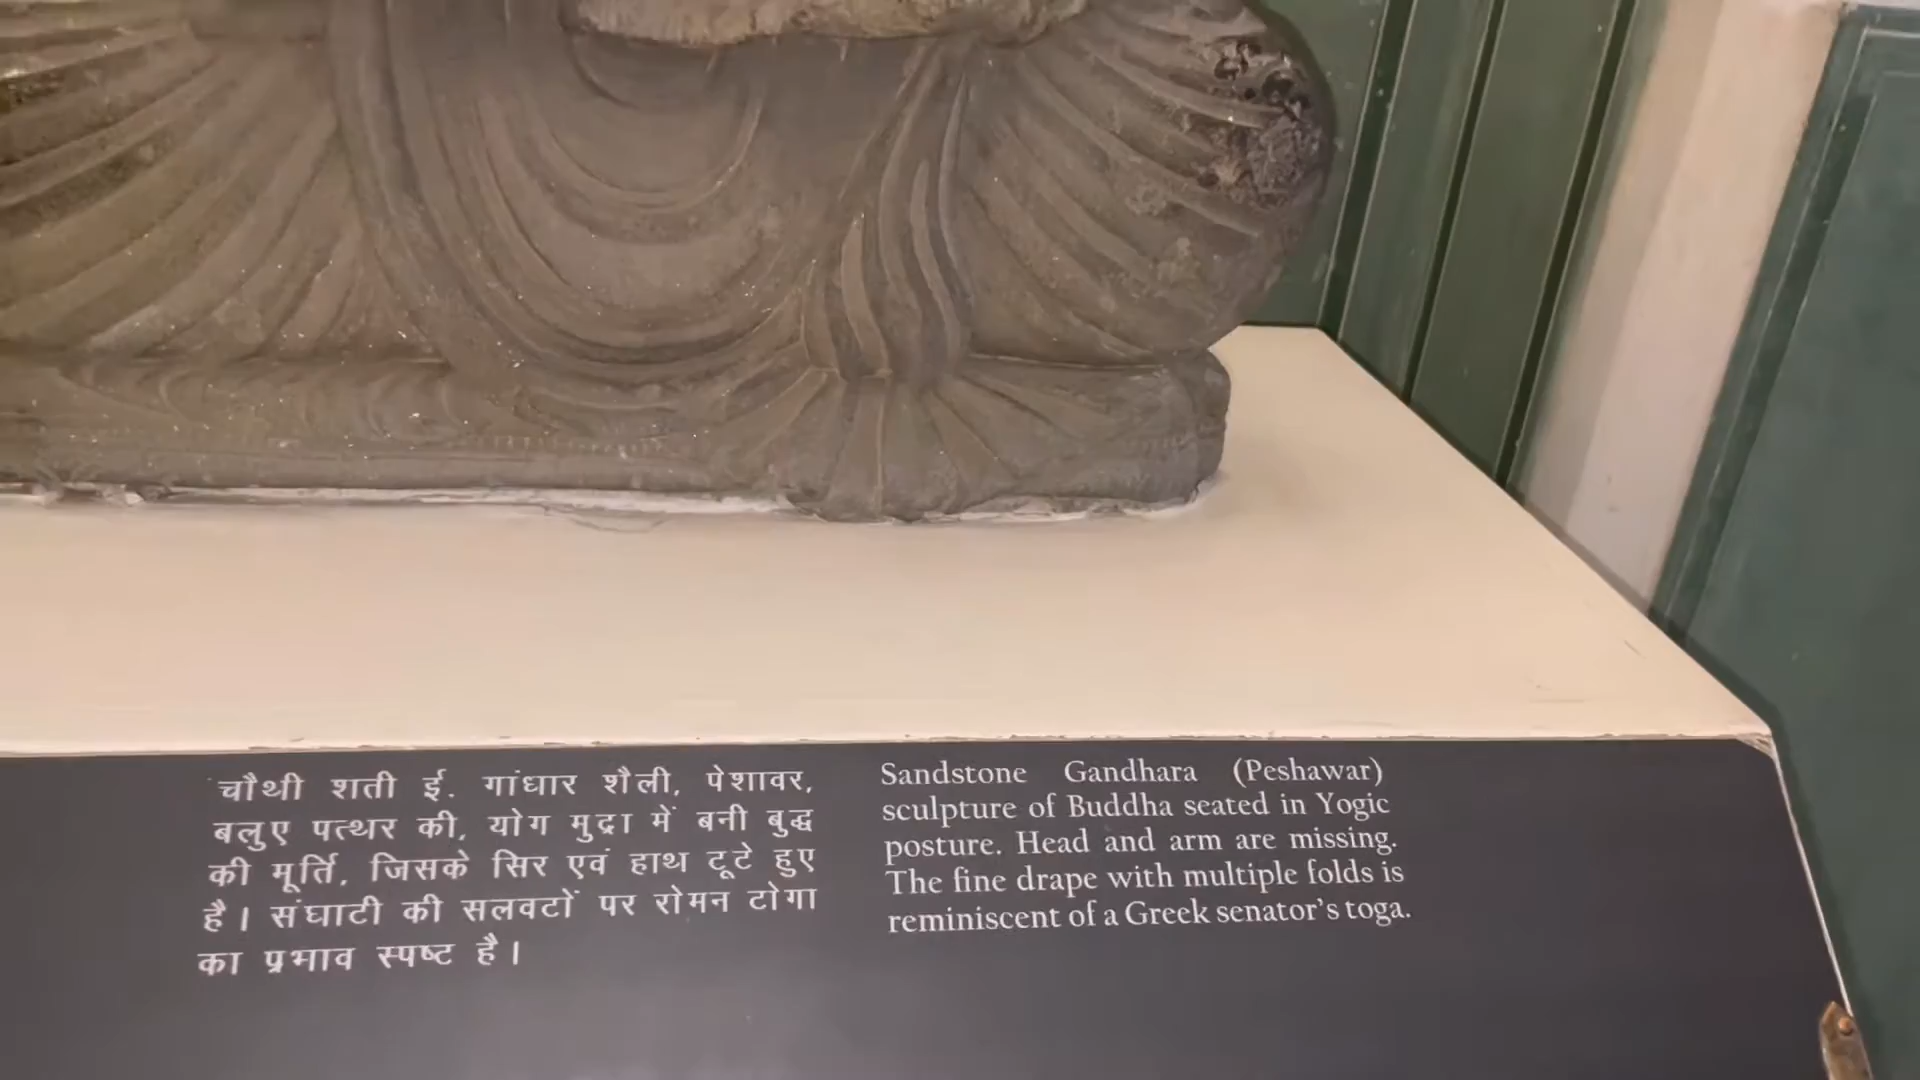 चौथी शती ई. गांधार शैली, पेशावर,
बलुए पत्थर की, योग मुद्रा में बनी बुद्ध
की मूर्ति, जिसके सिर एवं हाथ टूटे हुए
है। संघाटी की सलवटों पर रोमन टोगा
का प्रभाव स्पष्ट है।
Sandstone Gandhara (Peshawar)
sculpture of Buddha seated in Yogic
posture. Head and arm are missing.
The fine drape with multiple folds is
reminiscent of a Greek senator's toga.